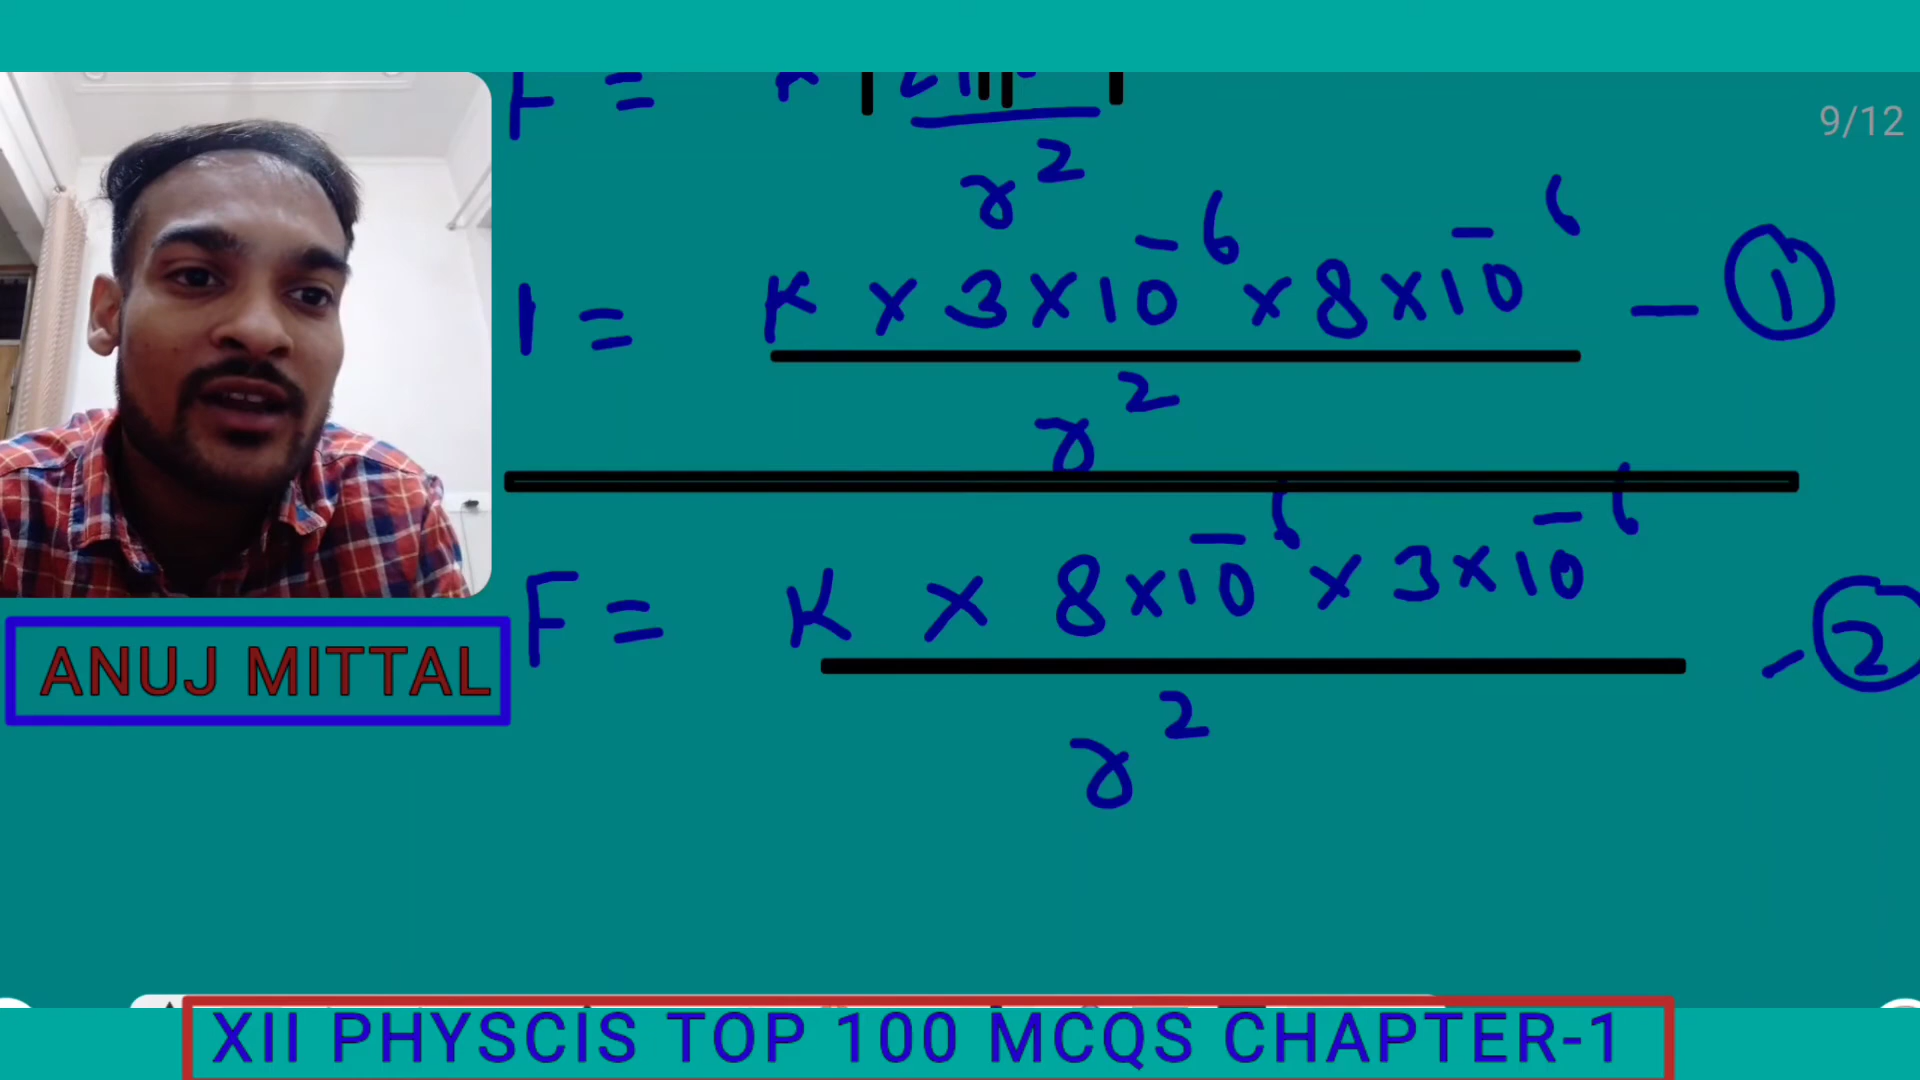 F =
r²
9/12
1 = K × 3×10⁻⁶ × 8×10⁻⁶ — ①
r²
F = K × 8×10⁻⁶ × 3×10⁻⁶ - ②
r²
ANUJ MITTAL
XII PHYSCIS TOP 100 MCQS CHAPTER-1